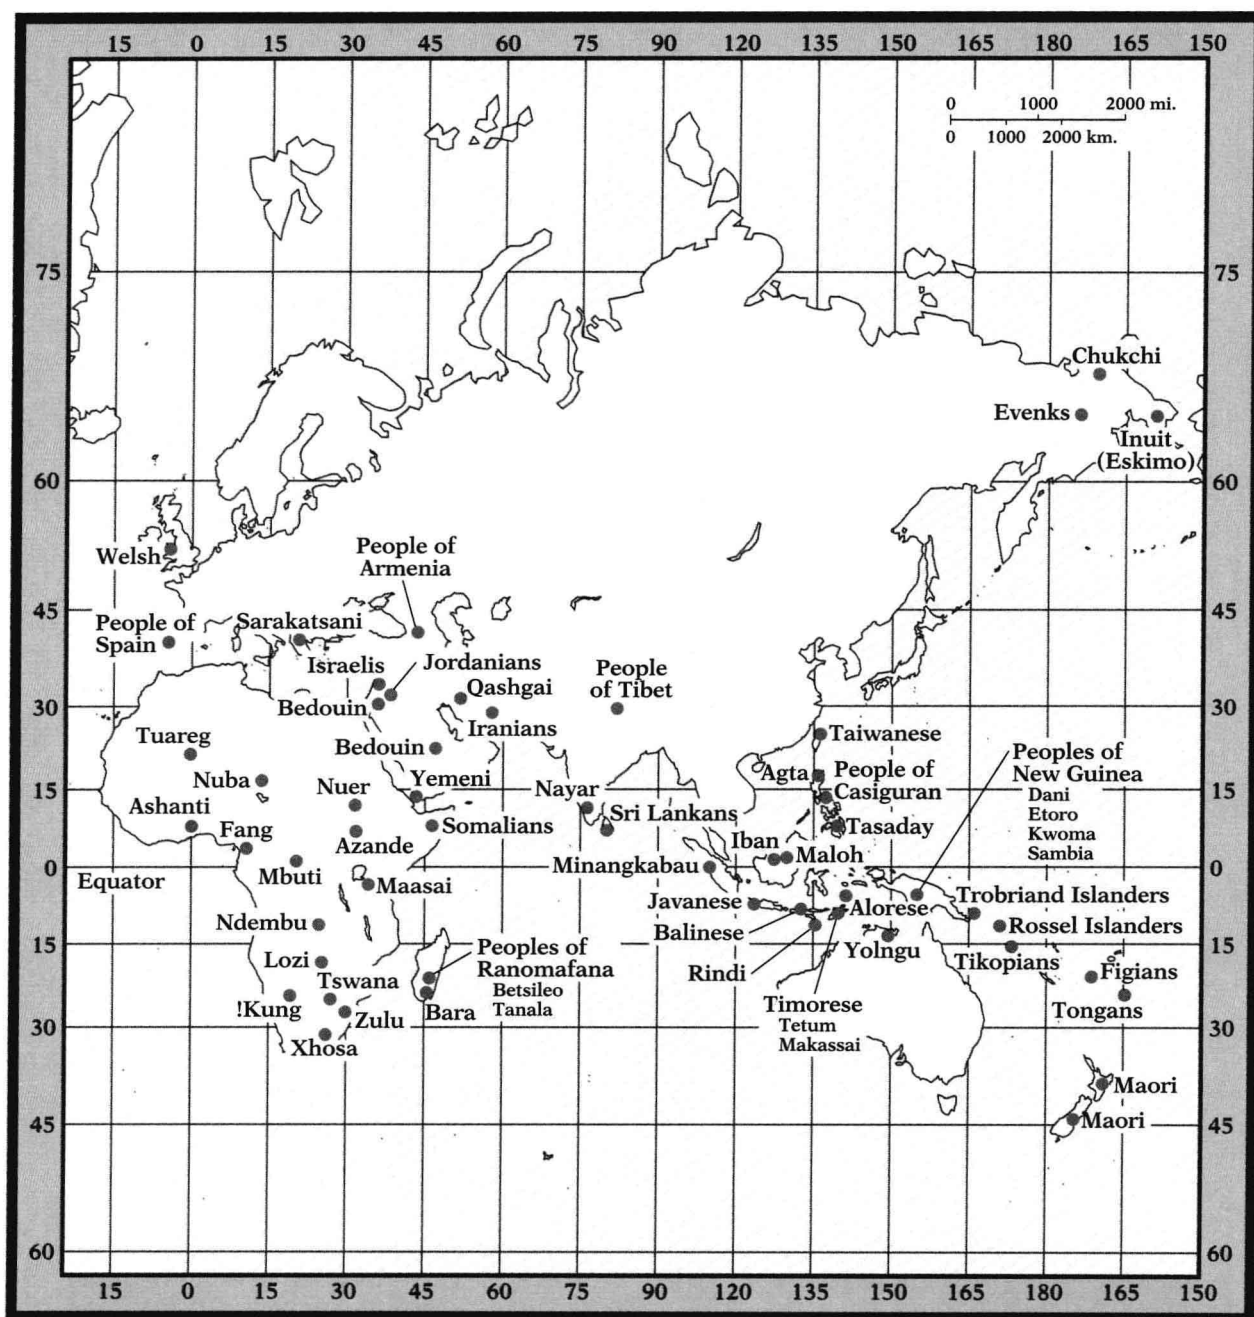 15 0 15 30 45 60 75 90 120 135 150 165 180 165 150
0 1000 2000 mi.
0 1000 2000 km.
75 75
Chukchi
Evenks
Inuit
(Eskimo)
60 60
Welsh
People of
Armenia
45 45
People of
Spain
Sarakatsani
Israelis
Jordanians
Qashgai
People
of Tibet
Bedouin
30 30
Iranians
Tuareg
Bedouin
Taiwanese
Peoples of
New Guinea
Dani
Etoro
Kwoma
Sambia
Nuba
Nuer
Yemeni
Nayar
Agta
People of
Casiguran
15 15
Ashanti
Fang
Azande
Somalians
Sri Lankans
Tasaday
Iban
Maloh
Mbuti
Minangkabau
0 0
Equator
Maasai
Javanese
Alorese
Trobriand Islanders
Ndembu
Balinese
Rossel Islanders
15 15
Peoples of
Ranomafana
Betsileo
Tanala
Yolngu
Tikopians
Lozi
Rindi
Figians
Tswana
!Kung
Zulu
Bara
Timorese
Tetum
Makassai
Tongans
30 30
Xhosa
Maori
Maori
45 45
60 60
15 0 15 30 45 60 75 90 120 135 150 165 180 165 150